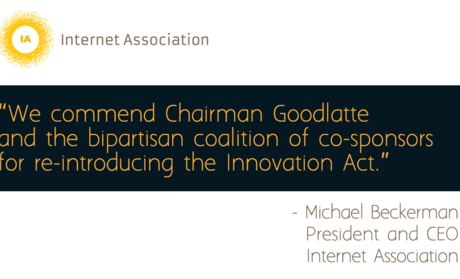 IA
Internet Association
"We commend Chairman Goodlatte
and the bipartisan coalition of co-sponsors
for re-introducing the Innovation Act."
- Michael Beckerman
President and CEO
Internet Association